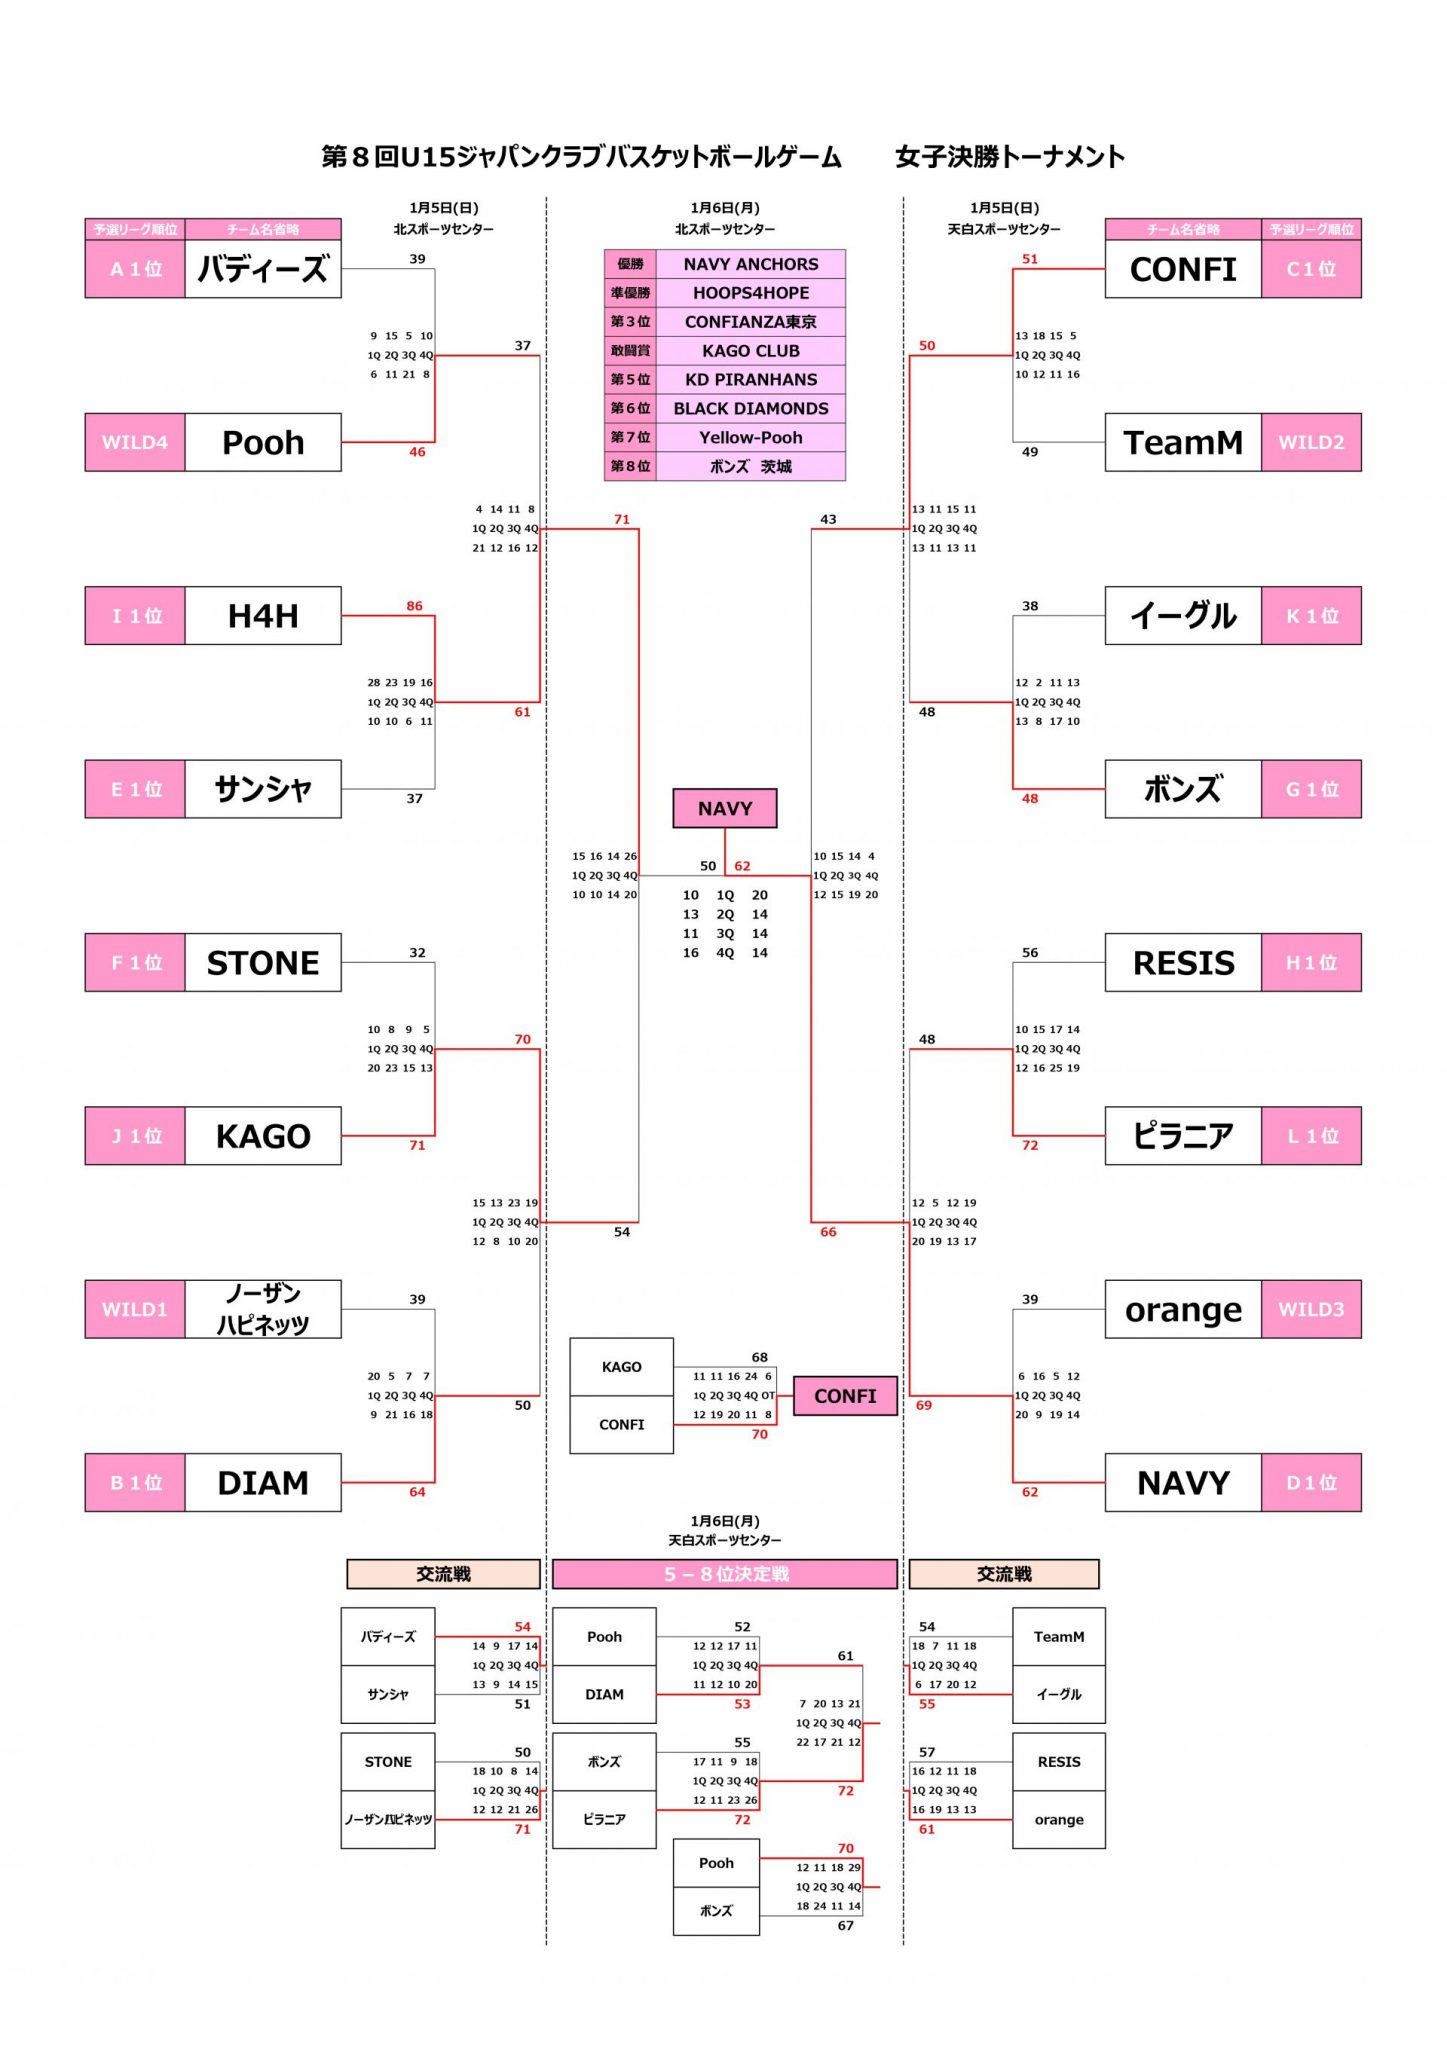 第８回U15ジャパンクラブバスケットボールゲーム　　女子決勝トーナメント
1月5日(日)
北スポーツセンター
1月6日(月)
北スポーツセンター
1月5日(日)
天白スポーツセンター
予選リーグ順位 チーム名省略
チーム名省略 予選リーグ順位
優勝 NAVY ANCHORS
準優勝 HOOPS4HOPE
第３位 CONFIANZA東京
敢闘賞 KAGO CLUB
第５位 KD PIRANHANS
第６位 BLACK DIAMONDS
第７位 Yellow-Pooh
第８位 ボンズ 茨城
A１位 バディーズ 39
9 15 5 10
1Q 2Q 3Q 4Q
6 11 21 8
37
WILD4 Pooh 46
4 14 11 8
1Q 2Q 3Q 4Q
21 12 16 12
71
I１位 H4H 86
28 23 19 16
1Q 2Q 3Q 4Q
10 10 6 11
61
E１位 サンシャ 37
15 16 14 26
1Q 2Q 3Q 4Q
10 10 14 20
F１位 STONE 32
10 8 9 5
1Q 2Q 3Q 4Q
20 23 15 13
70
J１位 KAGO 71
15 13 23 19
1Q 2Q 3Q 4Q
12 8 10 20
54
WILD1 ノーザン
ハピネッツ
39
20 5 7 7
1Q 2Q 3Q 4Q
9 21 16 18
50
B１位 DIAM 64
NAVY
50 62
10 1Q 20
13 2Q 14
11 3Q 14
16 4Q 14
51 CONFI C１位
13 18 15 5
1Q 2Q 3Q 4Q
10 12 11 16
50
49 TeamM WILD2
43
13 11 15 11
1Q 2Q 3Q 4Q
13 11 13 11
38 イーグル K１位
12 2 11 13
1Q 2Q 3Q 4Q
13 8 17 10
48
48 ボンズ G１位
10 15 14 4
1Q 2Q 3Q 4Q
12 15 19 20
56 RESIS H１位
10 15 17 14
1Q 2Q 3Q 4Q
12 16 25 19
48
72 ピラニア L１位
12 5 12 19
1Q 2Q 3Q 4Q
20 19 13 17
66
39 orange WILD3
6 16 5 12
1Q 2Q 3Q 4Q
20 9 19 14
69
62 NAVY D１位
KAGO 68
11 11 16 24 6
1Q 2Q 3Q 4Q OT
12 19 20 11 8
CONFI 70
CONFI
1月6日(月)
天白スポーツセンター
交流戦
５－８位決定戦
交流戦
バディーズ 54
14 9 17 14
1Q 2Q 3Q 4Q
13 9 14 15
サンシャ 51
STONE 50
18 10 8 14
1Q 2Q 3Q 4Q
12 12 21 26
ノーザンハピネッツ 71
Pooh 52
12 12 17 11
1Q 2Q 3Q 4Q
11 12 10 20
DIAM 53
61
7 20 13 21
1Q 2Q 3Q 4Q
22 17 21 12
72
ボンズ 55
17 11 9 18
1Q 2Q 3Q 4Q
12 11 23 26
ピラニア 72
Pooh 70
12 11 18 29
1Q 2Q 3Q 4Q
18 24 11 14
ボンズ 67
54 TeamM
18 7 11 18
1Q 2Q 3Q 4Q
6 17 20 12
55 イーグル
57 RESIS
16 12 11 18
1Q 2Q 3Q 4Q
16 19 13 13
61 orange